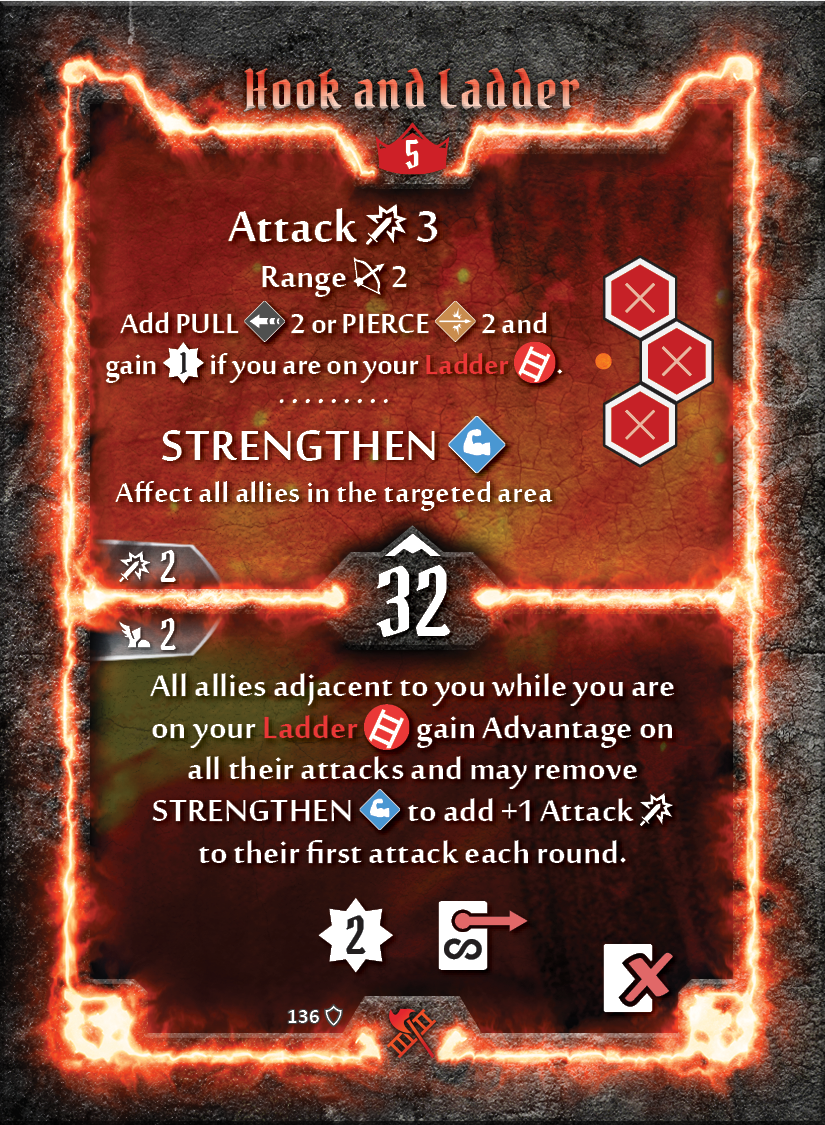 Hook and Ladder
5
Attack 3
Range 2
Add PULL 2 or PIERCE 2 and
gain 1 if you are on your Ladder .
.........
STRENGTHEN
Affect all allies in the targeted area
2
32
2
All allies adjacent to you while you are
on your Ladder gain Advantage on
all their attacks and may remove
STRENGTHEN to add +1 Attack
to their first attack each round.
2
136